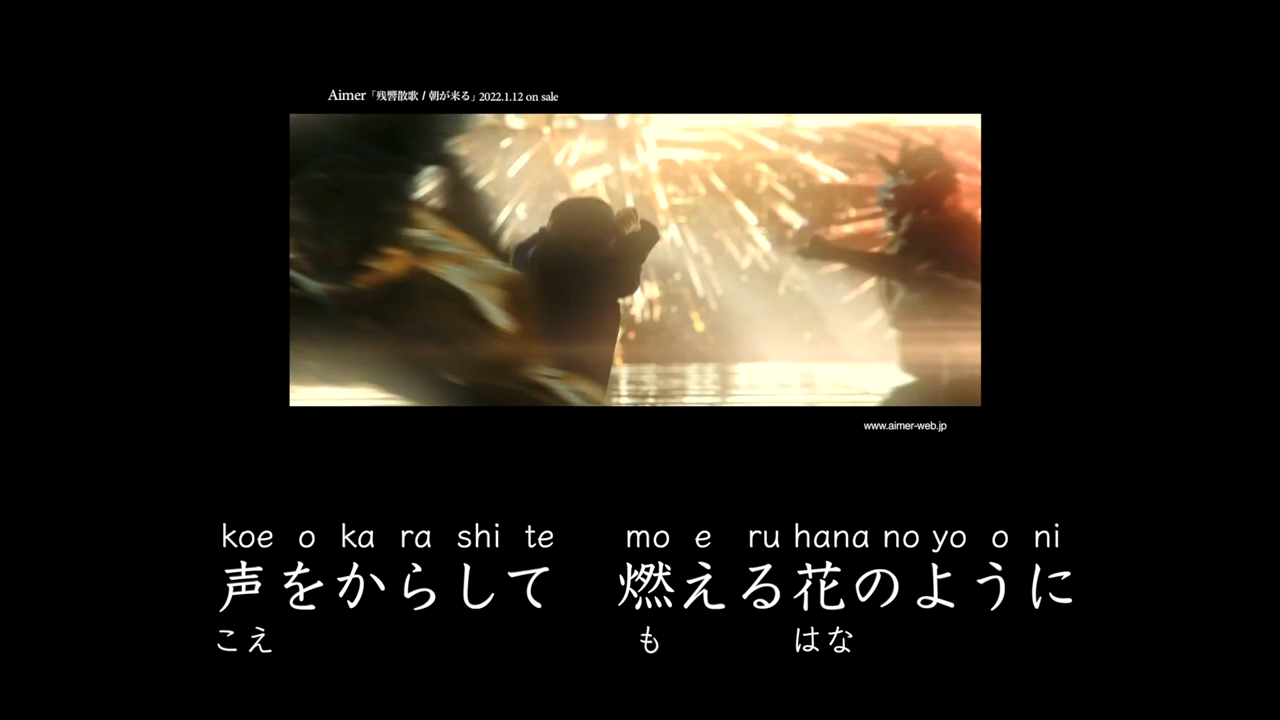 Aimer「残響散歌 / 朝が来る」2022.1.12 on sale
www.aimer-web.jp
koe o ka ra shi te mo e ru hana no yo o ni
声をからして 燃える花のように
こえ も はな